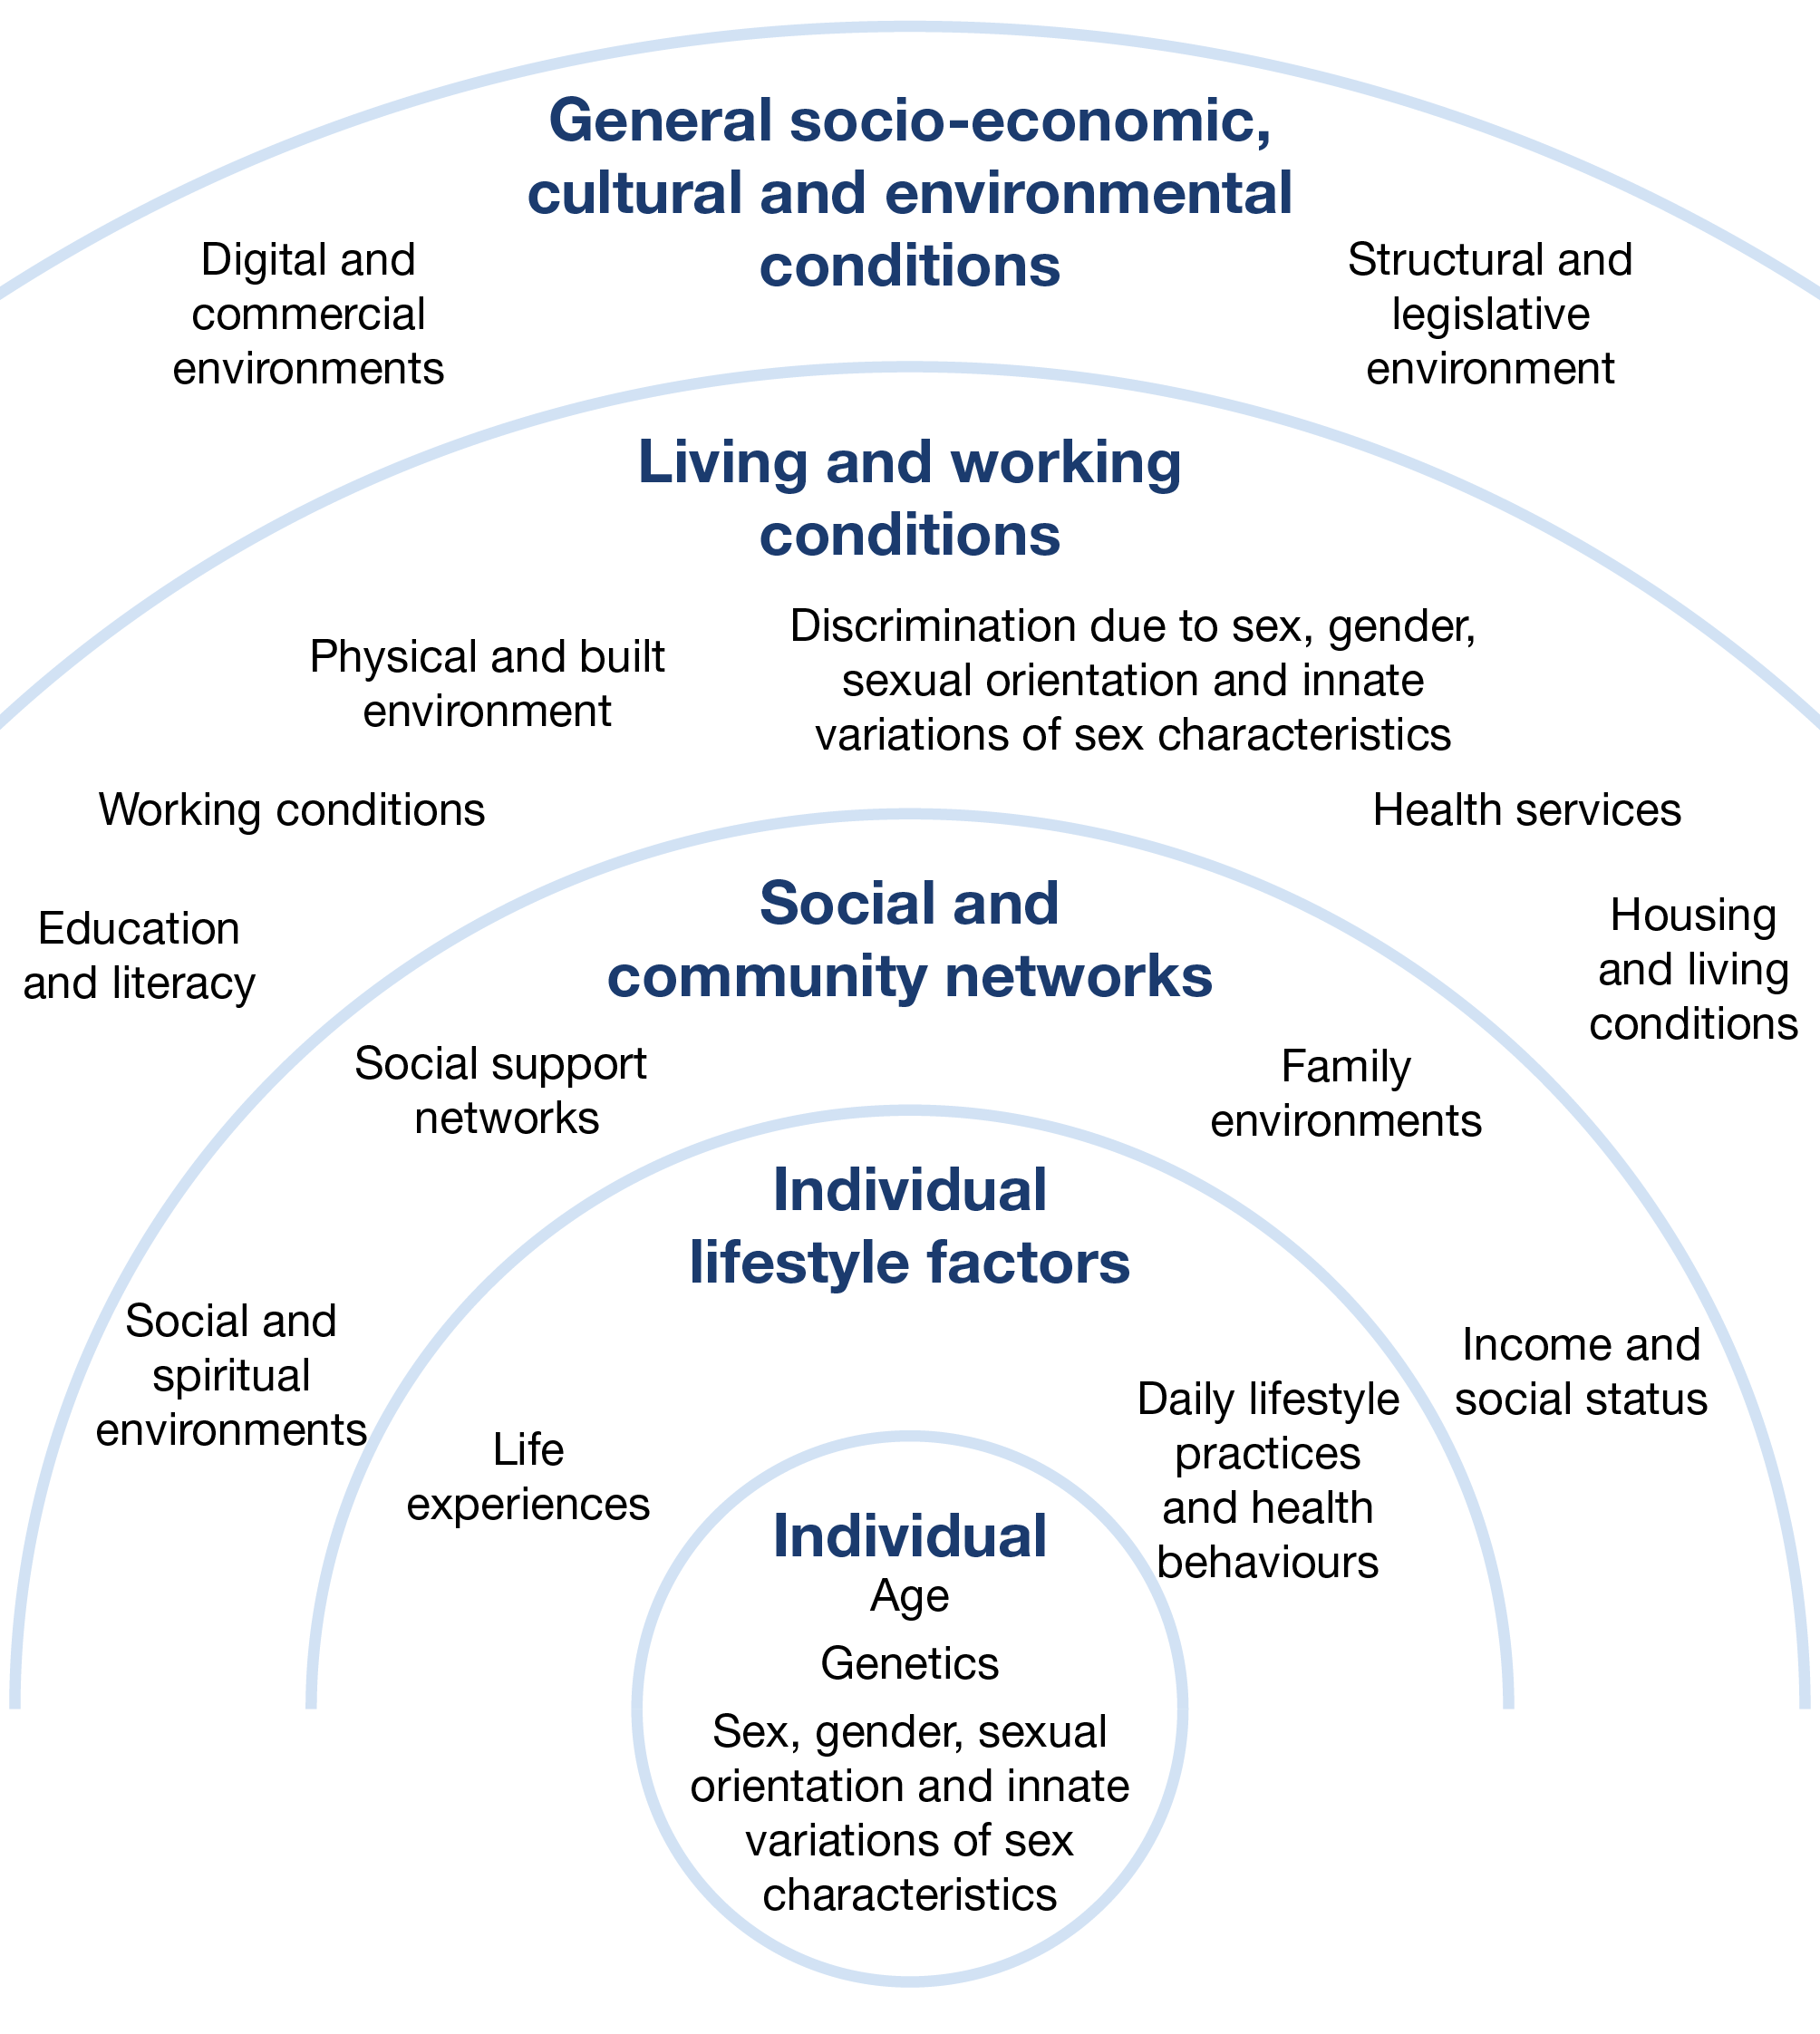 General socio-economic,
cultural and environmental
conditions
Digital and
commercial
environments
Structural and
legislative
environment
Living and working
conditions
Physical and built
environment
Discrimination due to sex, gender,
sexual orientation and innate
variations of sex characteristics
Working conditions
Health services
Education
and literacy
Housing
and living
conditions
Social and
community networks
Social support
networks
Family
environments
Social and
spiritual
environments
Income and
social status
Individual
lifestyle factors
Life
experiences
Daily lifestyle
practices
and health
behaviours
Individual
Age
Genetics
Sex, gender, sexual
orientation and innate
variations of sex
characteristics